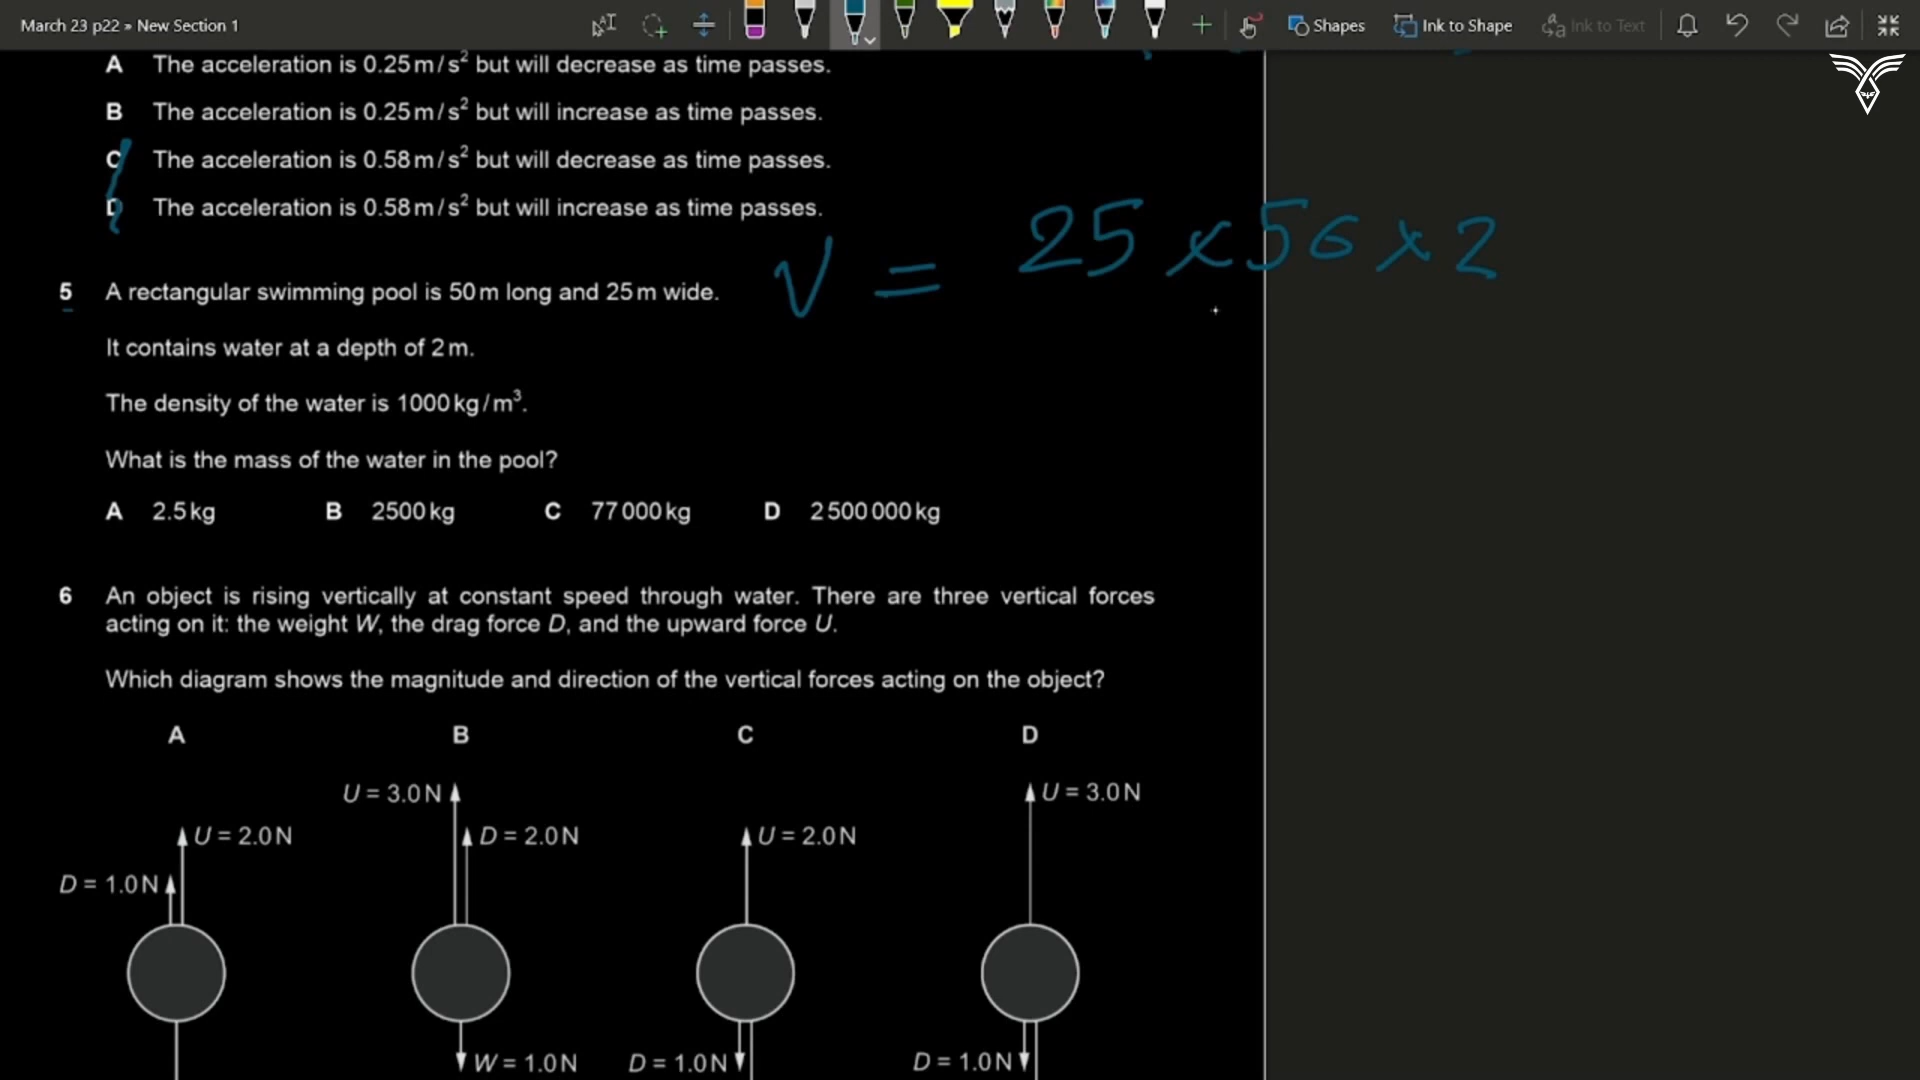 March 23 p22 » New Section 1
Shapes Ink to Shape Ink to Text
A The acceleration is 0.25 m/s² but will decrease as time passes.
B The acceleration is 0.25 m/s² but will increase as time passes.
C The acceleration is 0.58 m/s² but will decrease as time passes.
D The acceleration is 0.58 m/s² but will increase as time passes.
V = 25 x 50 x 2
5 A rectangular swimming pool is 50 m long and 25 m wide.
It contains water at a depth of 2 m.
The density of the water is 1000 kg/m³.
What is the mass of the water in the pool?
A 2.5 kg B 2500 kg C 77 000 kg D 2 500 000 kg
6 An object is rising vertically at constant speed through water. There are three vertical forces
acting on it: the weight W, the drag force D, and the upward force U.
Which diagram shows the magnitude and direction of the vertical forces acting on the object?
A B C D
U = 3.0 N U = 3.0 N
U = 2.0 N D = 2.0 N U = 2.0 N
D = 1.0 N
W = 1.0 N D = 1.0 N D = 1.0 N